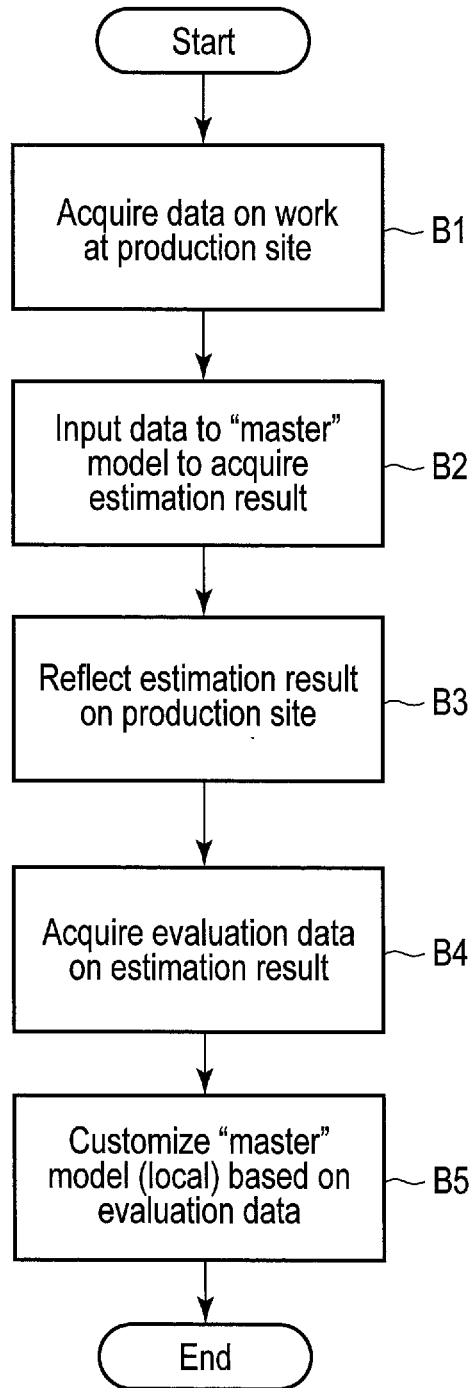 Start
Acquire data on work
at production site
B1
Input data to “master”
model to acquire
estimation result
B2
Reflect estimation result
on production site
B3
Acquire evaluation data
on estimation result
B4
Customize “master”
model (local) based on
evaluation data
B5
End